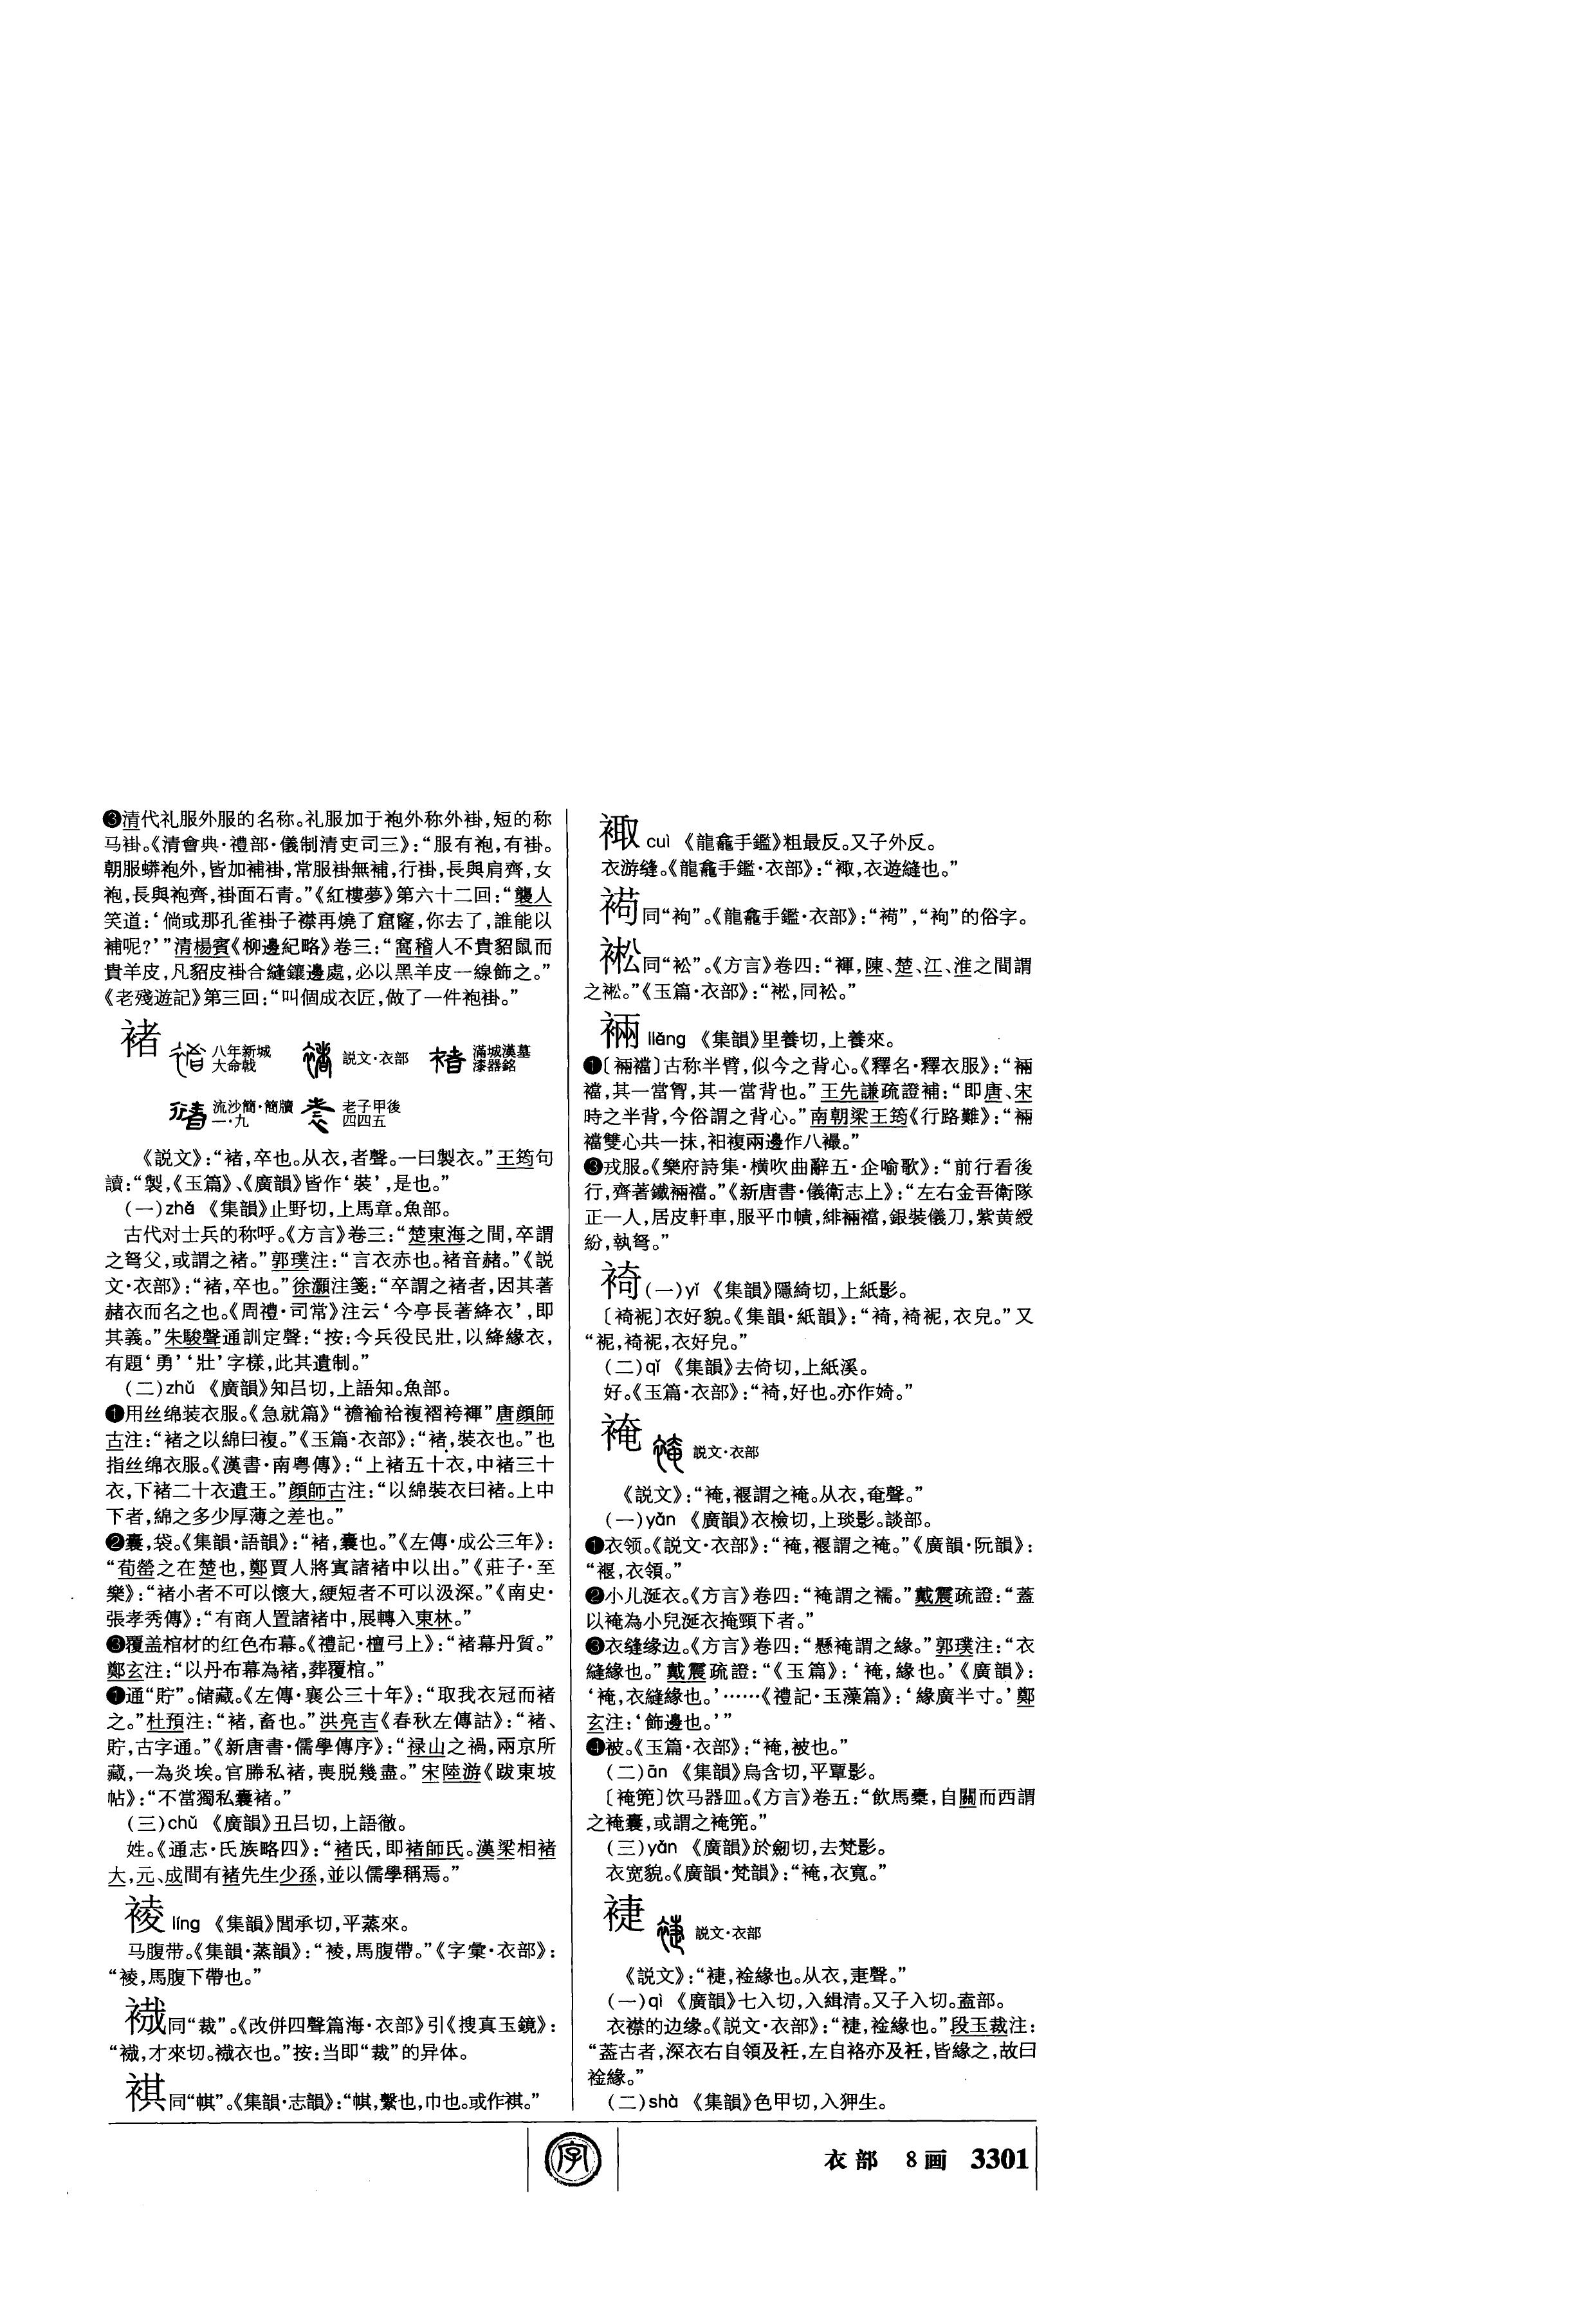 ❸清代礼服外服的名称。礼服加于袍外称外褂,短的称
马褂。《清會典·禮部·儀制清吏司三》:“服有袍,有褂。
朝服蟒袍外,皆加補褂,常服褂無補,行褂,長與肩齊,女
袍,長與袍齊,褂面石青。”《紅樓夢》第六十二回:“襲人
笑道:‘倘或那孔雀褂子襟再燒了窟窿,你去了,誰能以
補呢?’”清楊賓《柳邊紀略》卷三:“窩稽人不貴貂鼠而
貴羊皮,凡貂皮褂合縫鑲邊處,必以黑羊皮一線飾之。”
《老殘遊記》第三回:“叫個成衣匠,做了一件袍褂。”
褚 八年新城大命戟 説文·衣部 滿城漢墓漆器銘
流沙簡·簡牘一·九 老子甲後四四五
《説文》:“褚,卒也。从衣,者聲。一曰製衣。”王筠句
讀:“製,《玉篇》、《廣韻》皆作‘裝’,是也。”
(一)zhě 《集韻》止野切,上馬章。魚部。
古代对士兵的称呼。《方言》卷三:“楚東海之間,卒謂
之弩父,或謂之褚。”郭璞注:“言衣赤也。褚音赭。”《説
文·衣部》:“褚,卒也。”徐灝注箋:“卒謂之褚者,因其著
赭衣而名之也。《周禮·司常》注云‘今亭長著絳衣’,即
其義。”朱駿聲通訓定聲:“按:今兵役民壯,以絳緣衣,
有題‘勇’‘壯’字樣,此其遺制。”
(二)zhǔ 《廣韻》知吕切,上語知。魚部。
❶用丝绵装衣服。《急就篇》“襜褕袷複褶袴褌”唐顔師
古注:“褚之以綿曰複。”《玉篇·衣部》:“褚,裝衣也。”也
指丝绵衣服。《漢書·南粤傳》:“上褚五十衣,中褚三十
衣,下褚二十衣遺王。”顔師古注:“以綿裝衣曰褚。上中
下者,綿之多少厚薄之差也。”
❷囊,袋。《集韻·語韻》:“褚,囊也。”《左傳·成公三年》:
“荀罃之在楚也,鄭賈人將寘諸褚中以出。”《莊子·至
樂》:“褚小者不可以懷大,綆短者不可以汲深。”《南史·
張孝秀傳》:“有商人置諸褚中,展轉入東林。”
❸覆盖棺材的红色布幕。《禮記·檀弓上》:“褚幕丹質。”
鄭玄注:“以丹布幕為褚,葬覆棺。”
❶通“貯”。储藏。《左傳·襄公三十年》:“取我衣冠而褚
之。”杜預注:“褚,畜也。”洪亮吉《春秋左傳詁》:“褚、
貯,古字通。”《新唐書·儒學傳序》:“禄山之禍,兩京所
藏,一為炎埃。官賸私褚,喪脱幾盡。”宋陸游《跋東坡
帖》:“不當獨私囊褚。”
(三)chǔ 《廣韻》丑吕切,上語徹。
姓。《通志·氏族略四》:“褚氏,即褚師氏。漢梁相褚
大,元、成間有褚先生少孫,並以儒學稱焉。”
裬 líng 《集韻》閭承切,平蒸來。
马腹带。《集韻·蒸韻》:“裬,馬腹帶。”《字彙·衣部》:
“裬,馬腹下帶也。”
同“裁”。《改併四聲篇海·衣部》引《搜真玉鏡》:
“才來切。衣也。”按:当即“裁”的异体。
褀 同“帺”。《集韻·志韻》:“帺,繫也,巾也。或作褀。”
cuì 《龍龕手鑑》粗最反。又子外反。
衣游缝。《龍龕手鑑·衣部》:“衣遊縫也。”
同“袧”。《龍龕手鑑·衣部》:“”,“袧”的俗字。
同“衳”。《方言》卷四:“褌,陳、楚、江、淮之間謂
之。”《玉篇·衣部》:“同衳。”
裲 liǎng 《集韻》里養切,上養來。
❶〔裲襠〕古称半臂,似今之背心。《釋名·釋衣服》:“裲
襠,其一當胷,其一當背也。”王先謙疏證補:“即唐、宋
時之半背,今俗謂之背心。”南朝梁王筠《行路難》:“裲
襠雙心共一抹,袹複兩邊作八襊。”
❸戎服。《樂府詩集·横吹曲辭五·企喻歌》:“前行看後
行,齊著鐵裲襠。”《新唐書·儀衛志上》:“左右金吾衛隊
正一人,居皮軒車,服平巾幘,緋裲襠,銀裝儀刀,紫黄綬
紛,執弩。”
裿 (一)yǐ 《集韻》隱綺切,上紙影。
〔裿袮〕衣好貌。《集韻·紙韻》:“裿,裿袮,衣皃。”又
“袮,裿袮,衣好皃。”
(二)qǐ 《集韻》去倚切,上紙溪。
好。《玉篇·衣部》:“裿,好也。亦作婍。”
裺 説文·衣部
《説文》:“裺,褗謂之裺。从衣,奄聲。”
(一)yǎn 《廣韻》衣檢切,上琰影。談部。
❶衣领。《説文·衣部》:“裺,褗謂之裺。”《廣韻·阮韻》:
“褗,衣領。”
❷小儿涎衣。《方言》卷四:“裺謂之襦。”戴震疏證:“蓋
以裺為小兒涎衣掩頸下者。”
❸衣缝缘边。《方言》卷四:“懸裺謂之緣。”郭璞注:“衣
縫緣也。”戴震疏證:“《玉篇》:‘裺,緣也。’《廣韻》:
‘裺,衣縫緣也。’……《禮記·玉藻篇》:‘緣廣半寸。’鄭
玄注:‘飾邊也。’”
❹被。《玉篇·衣部》:“裺,被也。”
(二)ān 《集韻》烏含切,平覃影。
〔裺篼〕饮马器皿。《方言》卷五:“飲馬橐,自關而西謂
之裺囊,或謂之裺篼。”
(三)yǎn 《廣韻》於劒切,去梵影。
衣宽貌。《廣韻·梵韻》:“裺,衣寬。”
䙎 説文·衣部
《説文》:“緁,裣緣也。从衣,疌聲。”
(一)qì 《廣韻》七入切,入緝清。又子入切。盍部。
衣襟的边缘。《説文·衣部》:“裣緣也。”段玉裁注:
“蓋古者,深衣右自領及衽,左自袼亦及衽,皆緣之,故曰
裣緣。”
(二)shà 《集韻》色甲切,入狎生。
字
衣部 8画 3301